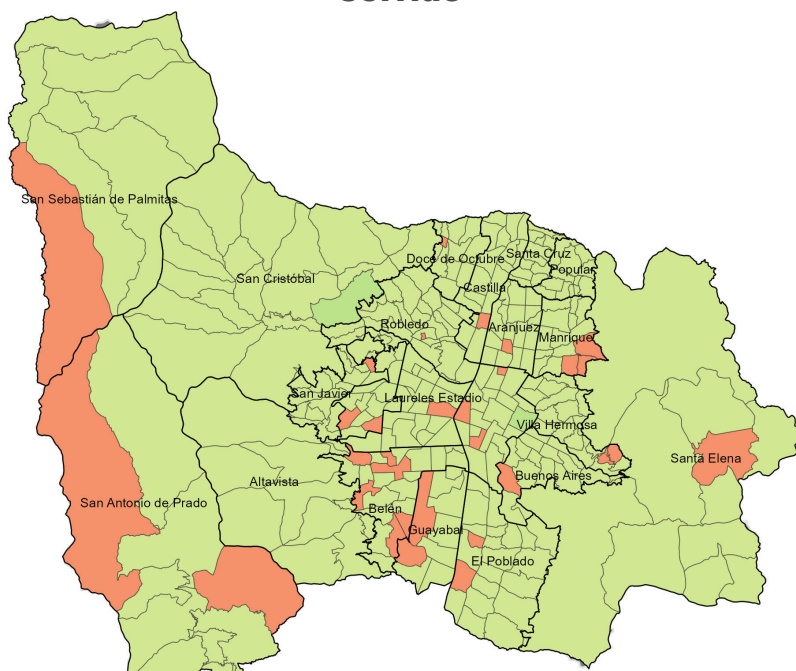 San Sebastián de Palmitas
San Cristóbal
Doce de Octubre
Santa Cruz
Popular
Castilla
Robledo
Aranjuez
Manrique
San Javier
Laureles Estadio
Villa Hermosa
Santa Elena
Buenos Aires
Altavista
San Antonio de Prado
Belén
Guayabal
El Poblado